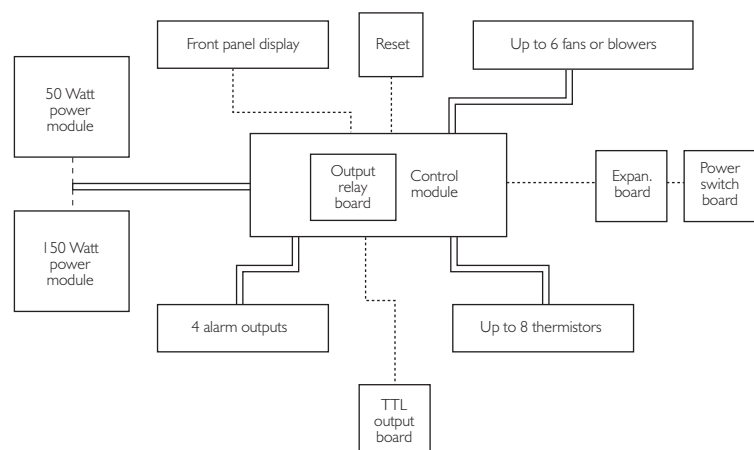 Front panel display
Reset
Up to 6 fans or blowers
50 Watt
power
module
Output
relay
board
Control
module
Expan.
board
Power
switch
board
150 Watt
power
module
4 alarm outputs
Up to 8 thermistors
TTL
output
board